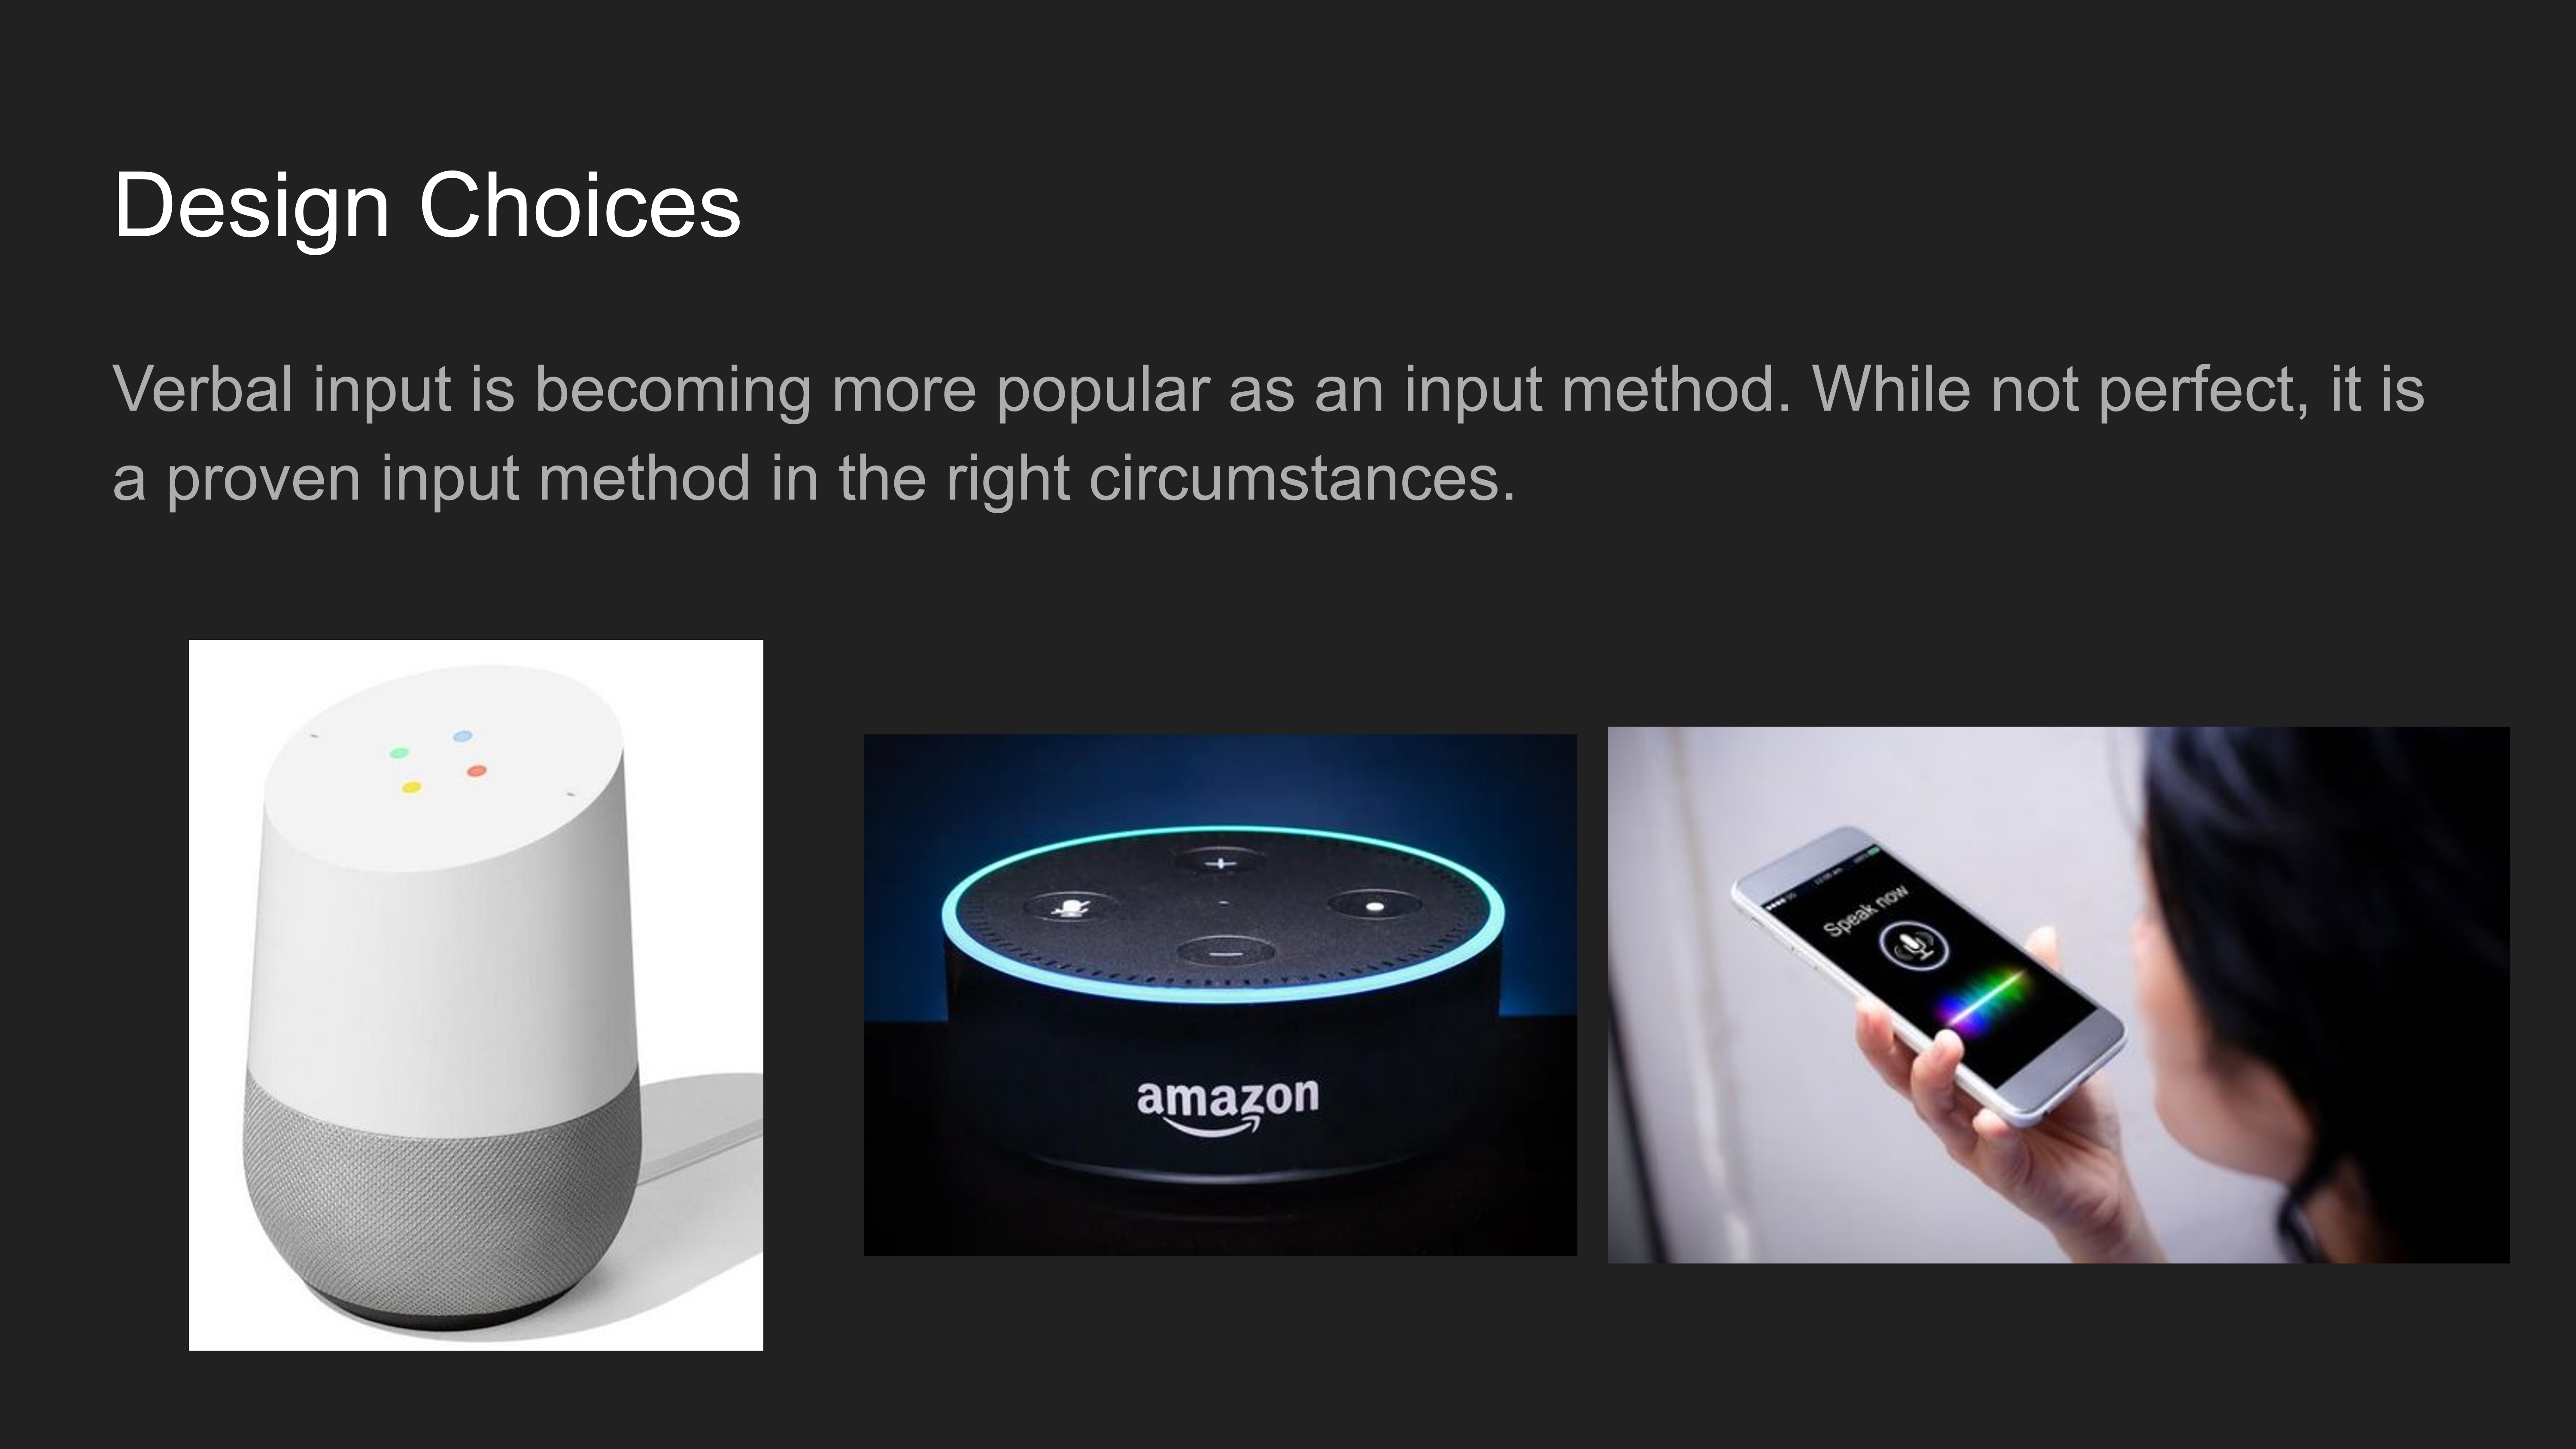 Design Choices
Verbal input is becoming more popular as an input method. While not perfect, it is
a proven input method in the right circumstances.
amazon
Speak now